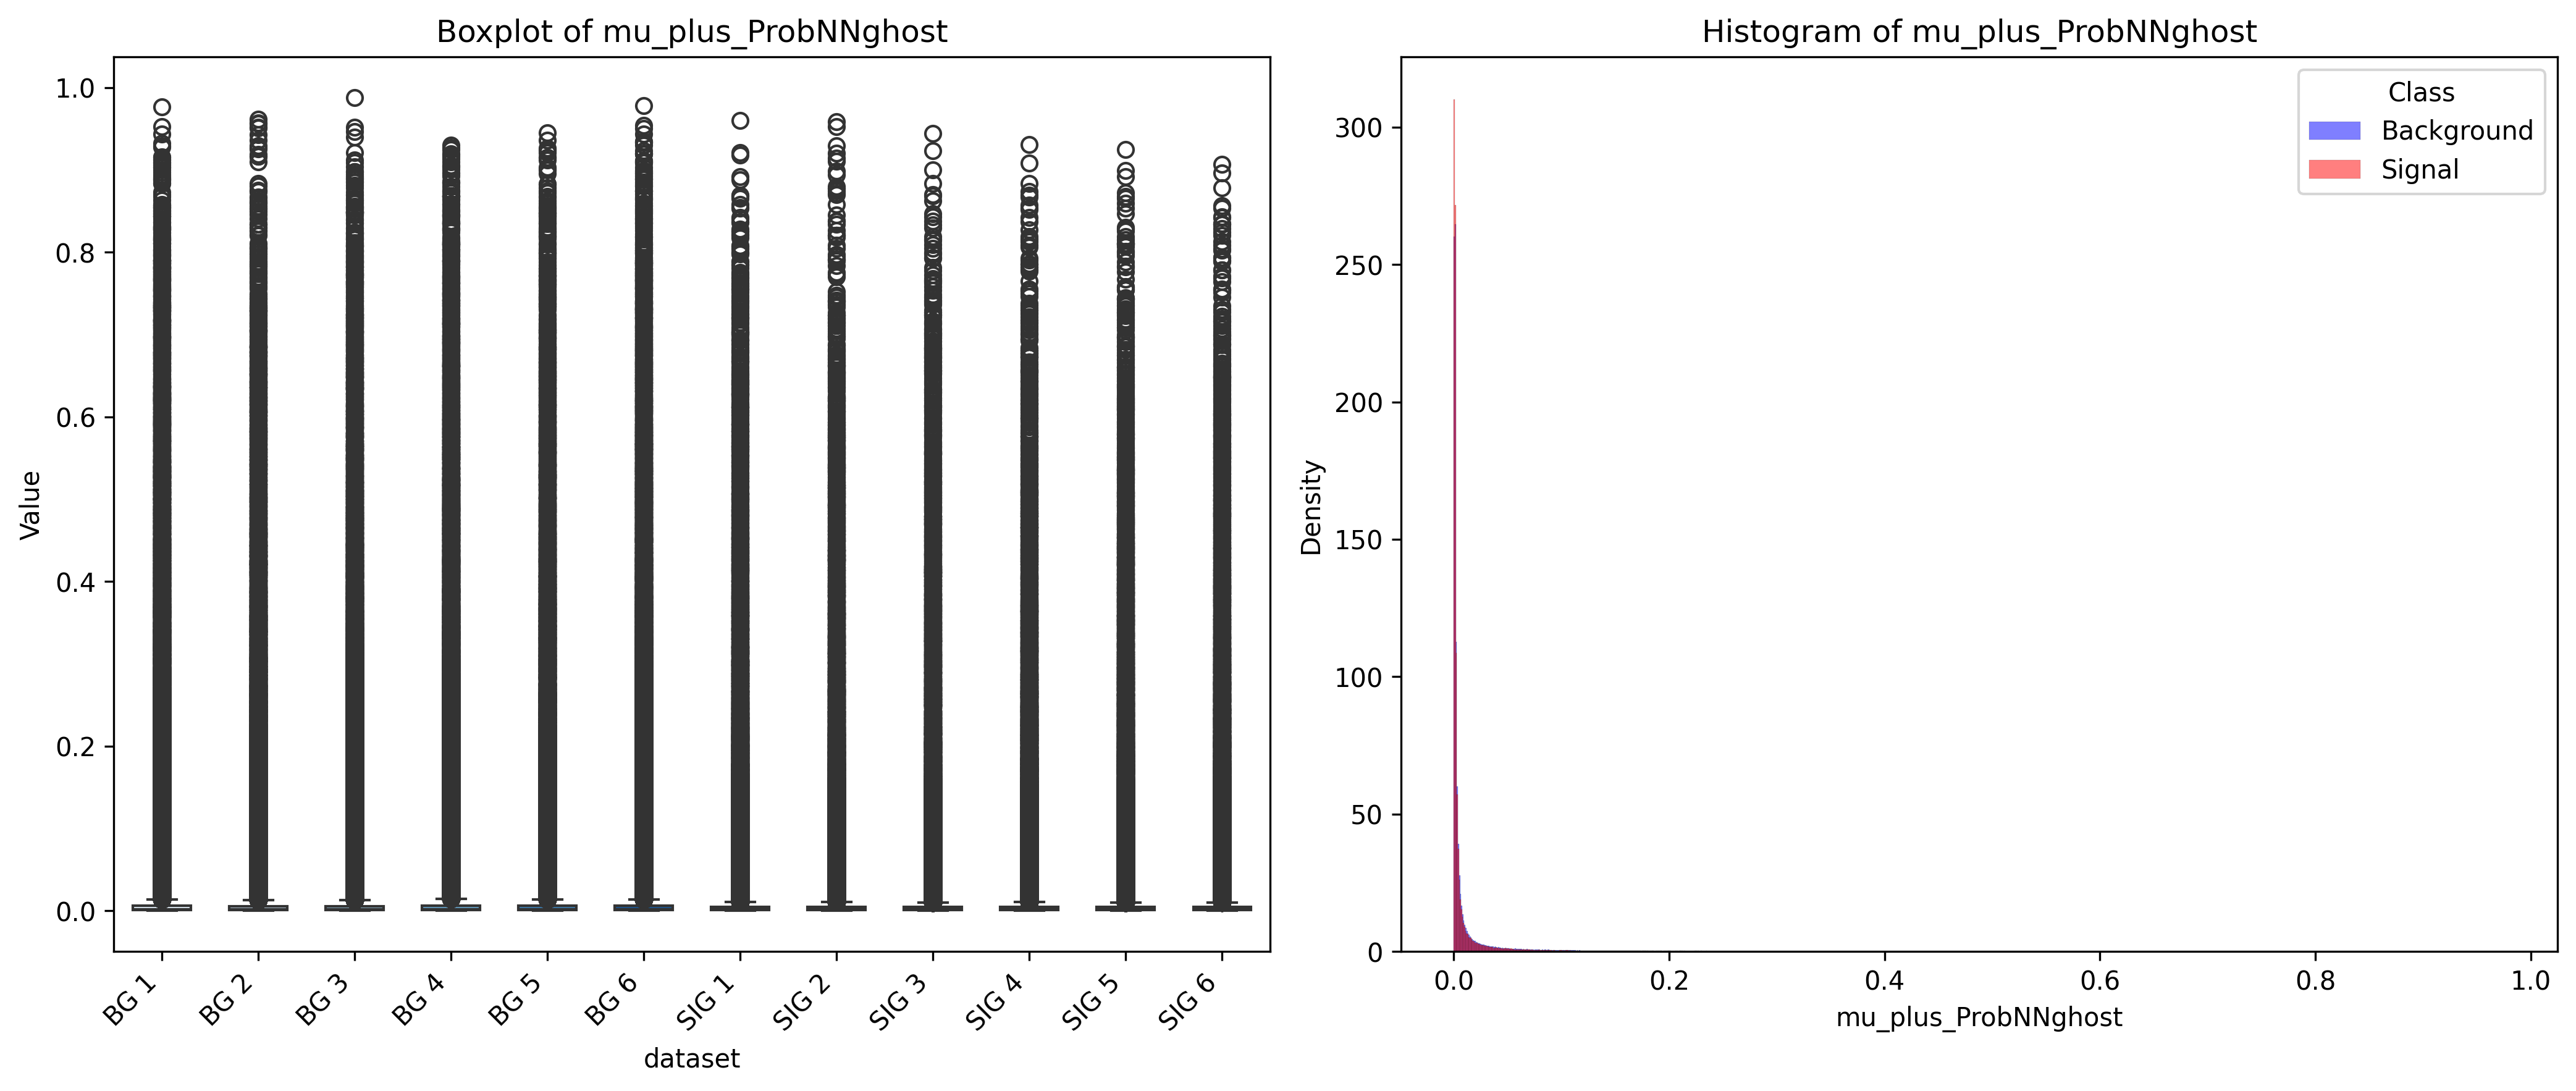 Boxplot of mu_plus_ProbNNghost
1.0
0.8
0.6
0.4
0.2
0.0
Value
BG 1
BG 2
BG 3
BG 4
BG 5
BG 6
SIG 1
SIG 2
SIG 3
SIG 4
SIG 5
SIG 6
dataset
Histogram of mu_plus_ProbNNghost
Class
Background
Signal
300
250
200
150
100
50
0
Density
0.0
0.2
0.4
0.6
0.8
1.0
mu_plus_ProbNNghost